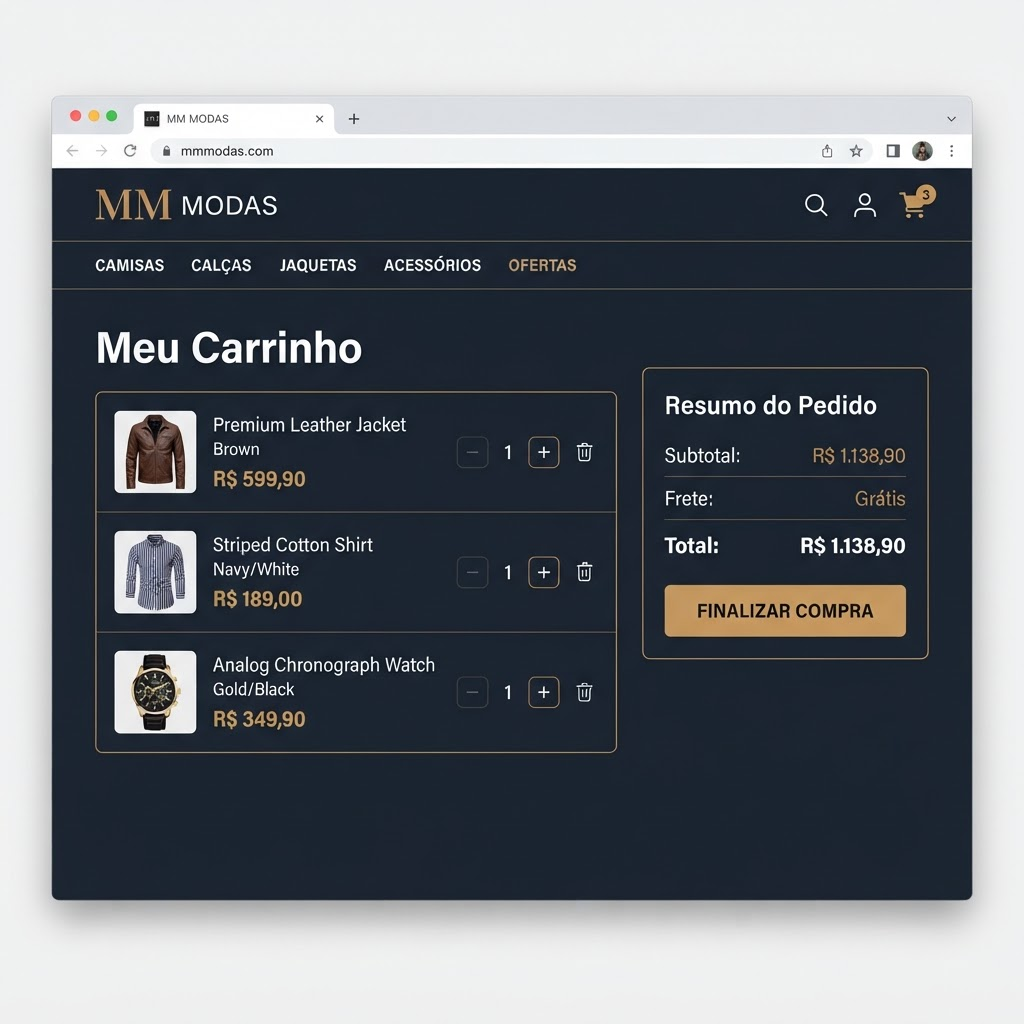 MM MODAS
mmmodas.com
MM MODAS
3
CAMISAS CALÇAS JAQUETAS ACESSÓRIOS OFERTAS
Meu Carrinho
Premium Leather Jacket
Brown
R$ 599,90
1
Striped Cotton Shirt
Navy/White
R$ 189,00
1
Analog Chronograph Watch
Gold/Black
R$ 349,90
1
Resumo do Pedido
Subtotal: R$ 1.138,90
Frete: Grátis
Total: R$ 1.138,90
FINALIZAR COMPRA